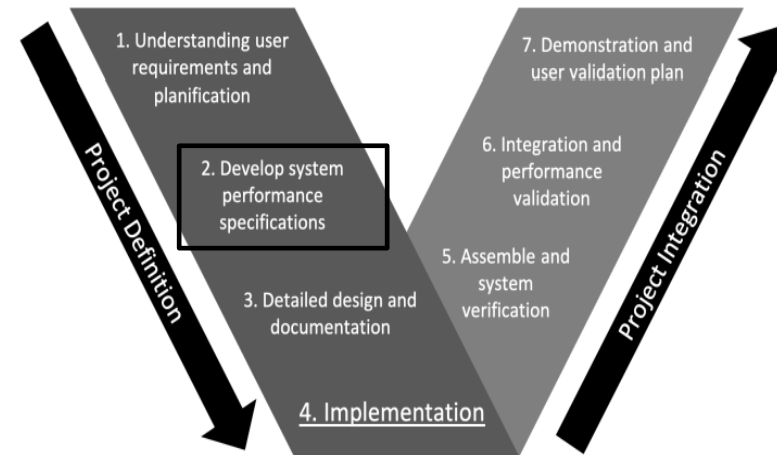 1. Understanding user
requirements and
planification
2. Develop system
performance
specifications
3. Detailed design and
documentation
4. Implementation
5. Assemble and
system
verification
6. Integration and
performance
validation
7. Demonstration and
user validation plan
Project Definition
Project Integration